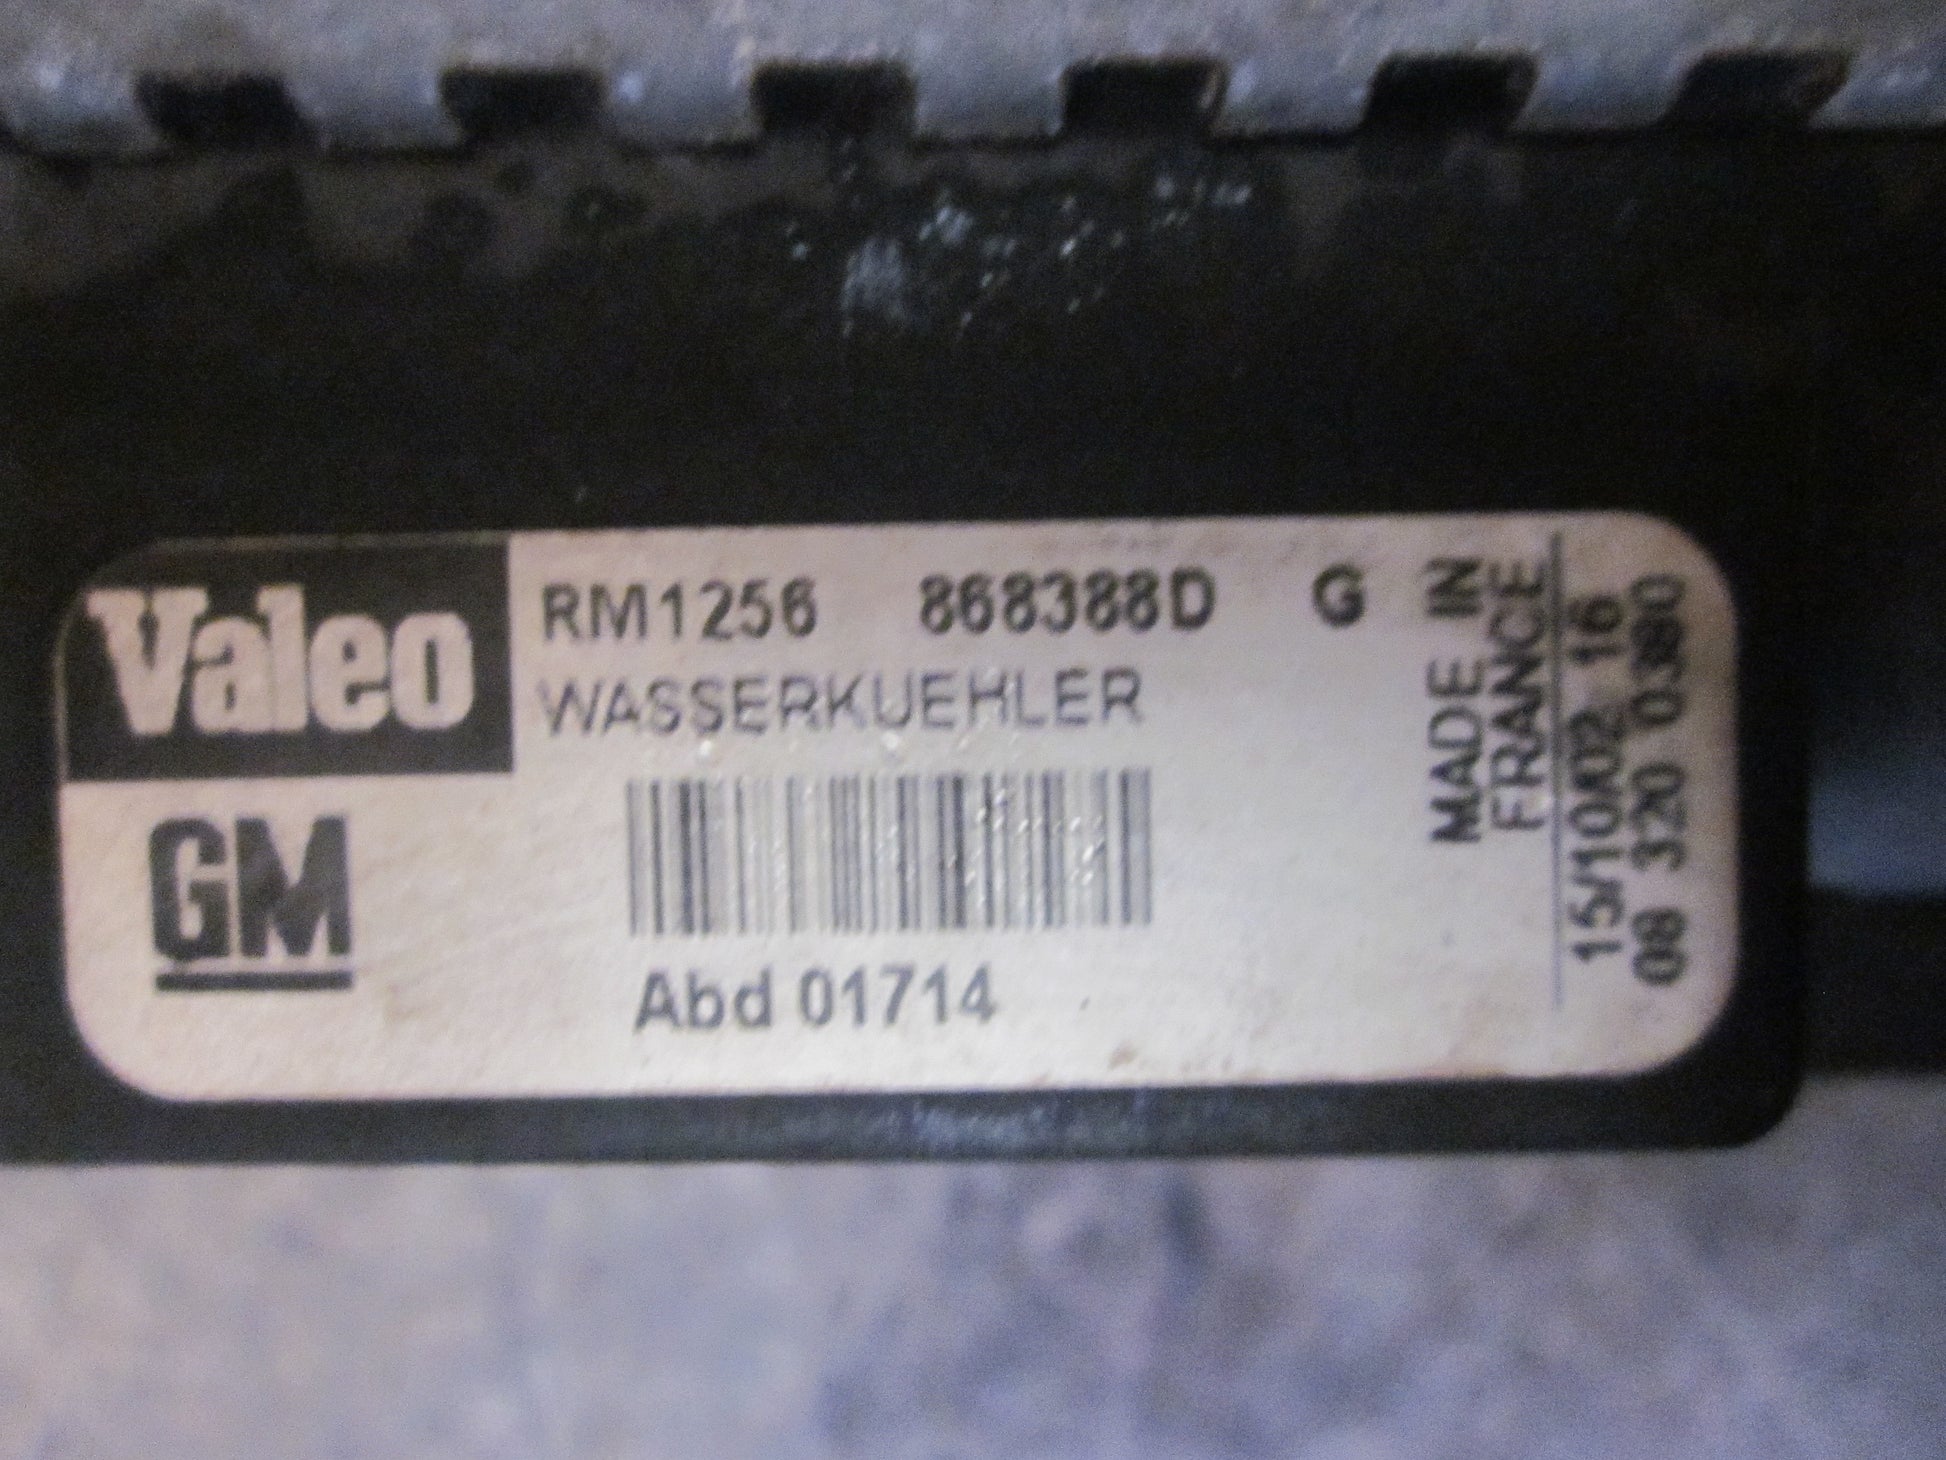 Valeo
RM1256 868388D G
WASSERKUEHLER
GM
Abd 01714
MADE IN
FRANCE
15/10/02 16
08 320 0380